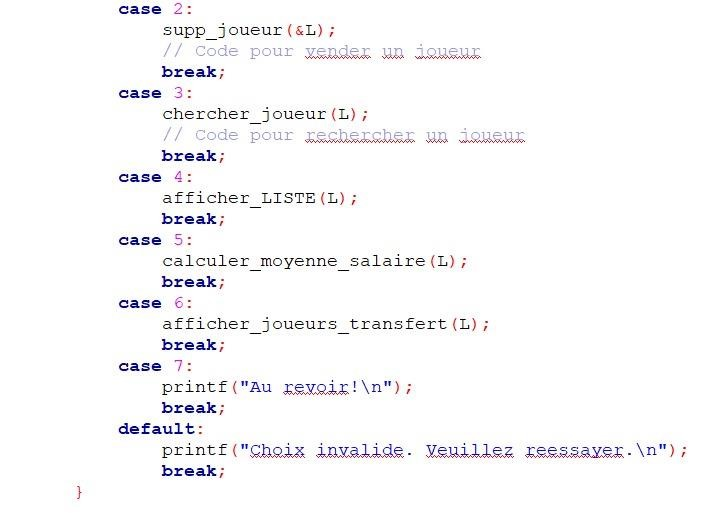 case 2:
supp_joueur(&L);
// Code pour vender un joueur
break;
case 3:
chercher_joueur(L);
// Code pour rechercher un joueur
break;
case 4:
afficher_LISTE(L);
break;
case 5:
calculer_moyenne_salaire(L);
break;
case 6:
afficher_joueurs_transfert(L);
break;
case 7:
printf("Au revoir!\n");
break;
default:
printf("Choix invalide. Veuillez reessayer.\n");
break;
}